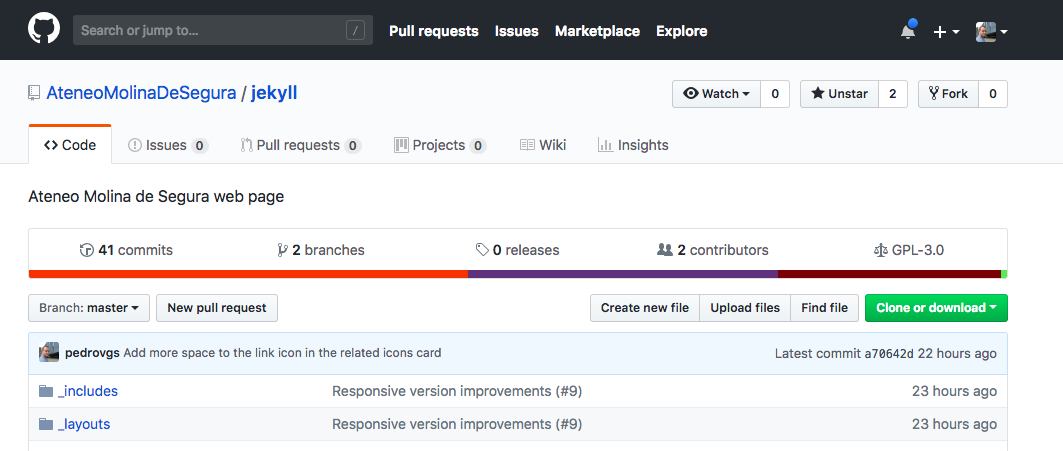 Search or jump to... / Pull requests Issues Marketplace Explore
AteneoMolinaDeSegura / jekyll Watch 0 Unstar 2 Fork 0
Code Issues 0 Pull requests 0 Projects 0 Wiki Insights
Ateneo Molina de Segura web page
41 commits 2 branches 0 releases 2 contributors GPL-3.0
Branch: master New pull request Create new file Upload files Find file Clone or download
pedrovgs Add more space to the link icon in the related icons card Latest commit a70642d 22 hours ago
_includes Responsive version improvements (#9) 23 hours ago
_layouts Responsive version improvements (#9) 23 hours ago